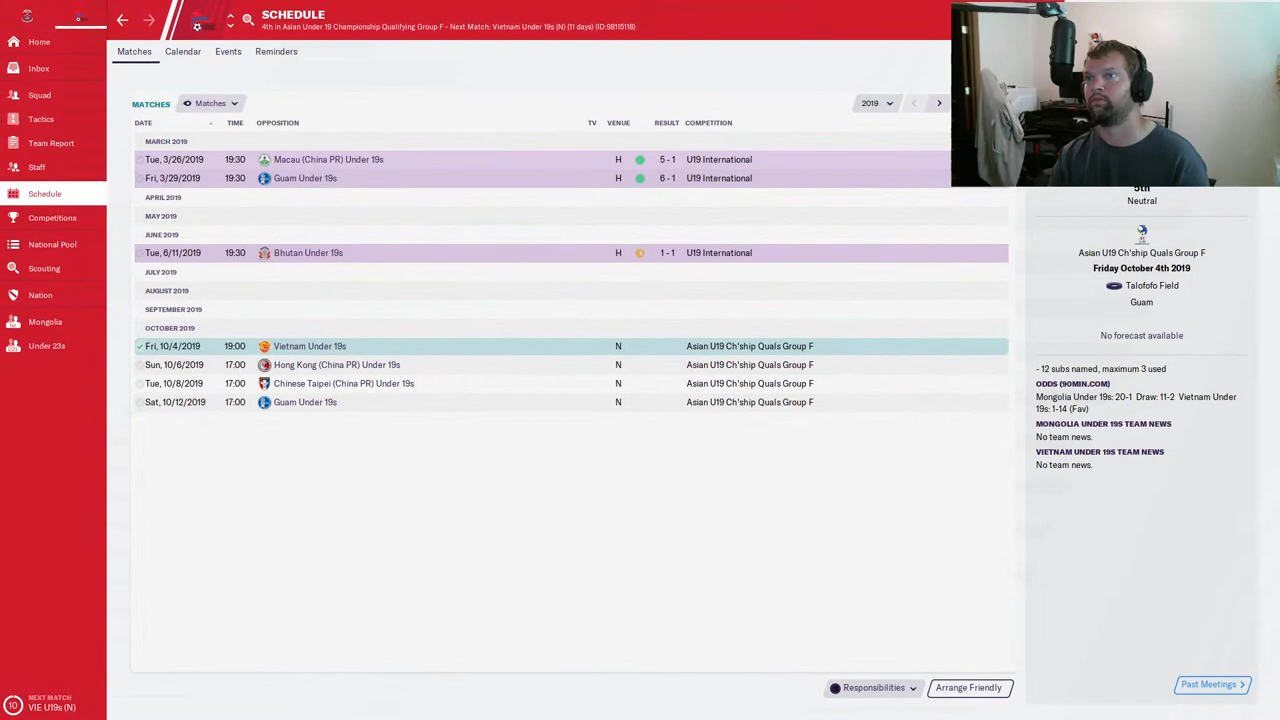 SCHEDULE
4th in Asian Under 19 Championship Qualifying Group F - Next Match: Vietnam Under 19s (N) (11 days) (ID:98115118)
Home
Inbox
Squad
Tactics
Team Report
Staff
Schedule
Competitions
National Pool
Scouting
Nation
Mongolia
Under 23s
10
NEXT MATCH
VIE U19s (N)
Matches Calendar Events Reminders
MATCHES Matches 2019
DATE TIME OPPOSITION TV VENUE RESULT COMPETITION
MARCH 2019
Tue, 3/26/2019 19:30 Macau (China PR) Under 19s H 5 - 1 U19 International
Fri, 3/29/2019 19:30 Guam Under 19s H 6 - 1 U19 International
APRIL 2019
MAY 2019
JUNE 2019
Tue, 6/11/2019 19:30 Bhutan Under 19s H 1 - 1 U19 International
JULY 2019
AUGUST 2019
SEPTEMBER 2019
OCTOBER 2019
Fri, 10/4/2019 19:00 Vietnam Under 19s N Asian U19 Ch'ship Quals Group F
Sun, 10/6/2019 17:00 Hong Kong (China PR) Under 19s N Asian U19 Ch'ship Quals Group F
Tue, 10/8/2019 17:00 Chinese Taipei (China PR) Under 19s N Asian U19 Ch'ship Quals Group F
Sat, 10/12/2019 17:00 Guam Under 19s N Asian U19 Ch'ship Quals Group F
Responsibilities Arrange Friendly
5th
Neutral
Asian U19 Ch'ship Quals Group F
Friday October 4th 2019
Talofofo Field
Guam
No forecast available
- 12 subs named, maximum 3 used
ODDS (90MIN.COM)
Mongolia Under 19s: 20-1 Draw: 11-2 Vietnam Under
19s: 1-14 (Fav)
MONGOLIA UNDER 19S TEAM NEWS
No team news.
VIETNAM UNDER 19S TEAM NEWS
No team news.
Past Meetings